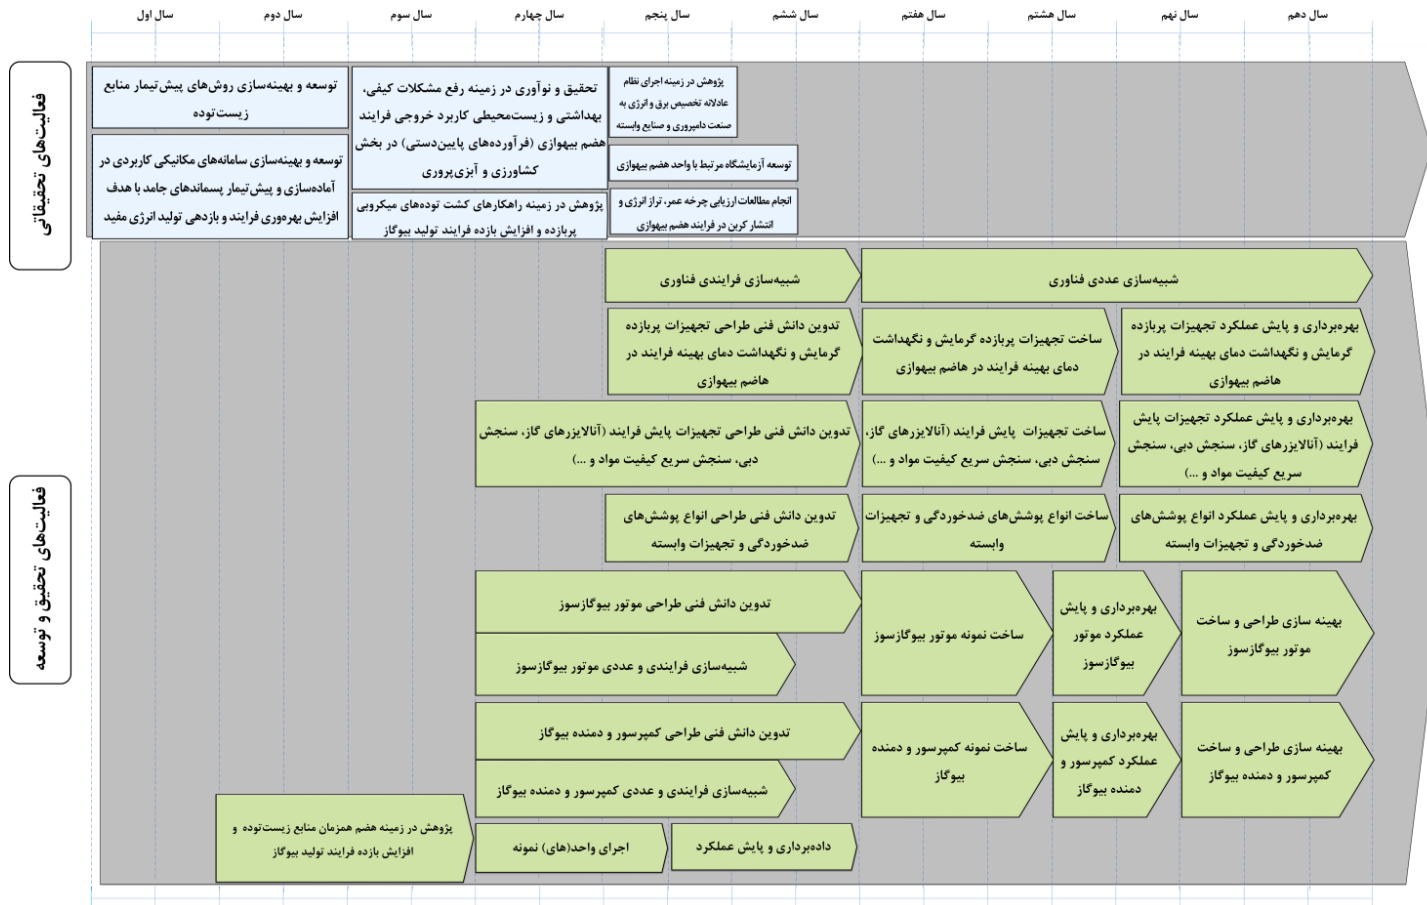 سال اول
سال دوم
سال سوم
سال چهارم
سال پنجم
سال ششم
سال هفتم
سال هشتم
سال نهم
سال دهم
فعالیت‌های تحقیقاتی
توسعه و بهینه‌سازی روش‌های پیش‌تیمار منابع
زیست‌توده
توسعه و بهینه‌سازی سامانه‌های مکانیکی کاربردی در
آماده‌سازی و پیش‌تیمار پسماندهای جامد با هدف
افزایش بهره‌وری فرایند و بازدهی تولید انرژی مفید
تحقیق و نوآوری در زمینه رفع مشکلات کیفی،
بهداشتی و زیست‌محیطی کاربرد خروجی فرایند
هضم بیهوازی (فرآورده‌های پایین‌دستی) در بخش
کشاورزی و آبزی‌پروری
پژوهش در زمینه راهکارهای کشت توده‌های میکروبی
پربازده و افزایش بازده فرایند تولید بیوگاز
پژوهش در زمینه اجرای نظام
عادلانه تخصیص برق و انرژی به
صنعت دامپروری و صنایع وابسته
توسعه آزمایشگاه مرتبط با واحد هضم بیهوازی
انجام مطالعات ارزیابی چرخه عمر، تراز انرژی و
انتشار کربن در فرایند هضم بیهوازی
فعالیت‌های تحقیق و توسعه
شبیه‌سازی فرایندی فناوری
شبیه‌سازی عددی فناوری
تدوین دانش فنی طراحی تجهیزات پربازده
گرمایش و نگهداشت دمای بهینه فرایند در
هاضم بیهوازی
ساخت تجهیزات پربازده گرمایش و نگهداشت
دمای بهینه فرایند در هاضم بیهوازی
بهره‌برداری و پایش عملکرد تجهیزات پربازده
گرمایش و نگهداشت دمای بهینه فرایند در
هاضم بیهوازی
تدوین دانش فنی طراحی تجهیزات پایش فرایند (آنالایزرهای گاز، سنجش
دبی، سنجش سریع کیفیت مواد و ...)
ساخت تجهیزات پایش فرایند (آنالایزرهای گاز،
سنجش دبی، سنجش سریع کیفیت مواد و ...)
بهره‌برداری و پایش عملکرد تجهیزات پایش
فرایند (آنالایزرهای گاز، سنجش دبی، سنجش
سریع کیفیت مواد و ...)
تدوین دانش فنی طراحی انواع پوشش‌های
ضدخوردگی و تجهیزات وابسته
ساخت انواع پوشش‌های ضدخوردگی و تجهیزات
وابسته
بهره‌برداری و پایش عملکرد انواع پوشش‌های
ضدخوردگی و تجهیزات وابسته
تدوین دانش فنی طراحی موتور بیوگازسوز
شبیه‌سازی فرایندی و عددی موتور بیوگازسوز
ساخت نمونه موتور بیوگازسوز
بهره‌برداری و پایش
عملکرد موتور
بیوگازسوز
بهینه سازی طراحی و ساخت
موتور بیوگازسوز
تدوین دانش فنی طراحی کمپرسور و دمنده بیوگاز
شبیه‌سازی فرایندی و عددی کمپرسور و دمنده بیوگاز
ساخت نمونه کمپرسور و دمنده
بیوگاز
بهره‌برداری و پایش
عملکرد کمپرسور و
دمنده بیوگاز
بهینه سازی طراحی و ساخت
کمپرسور و دمنده بیوگاز
پژوهش در زمینه هضم همزمان منابع زیست‌توده و
افزایش بازده فرایند تولید بیوگاز
اجرای واحد(های) نمونه
داده‌برداری و پایش عملکرد